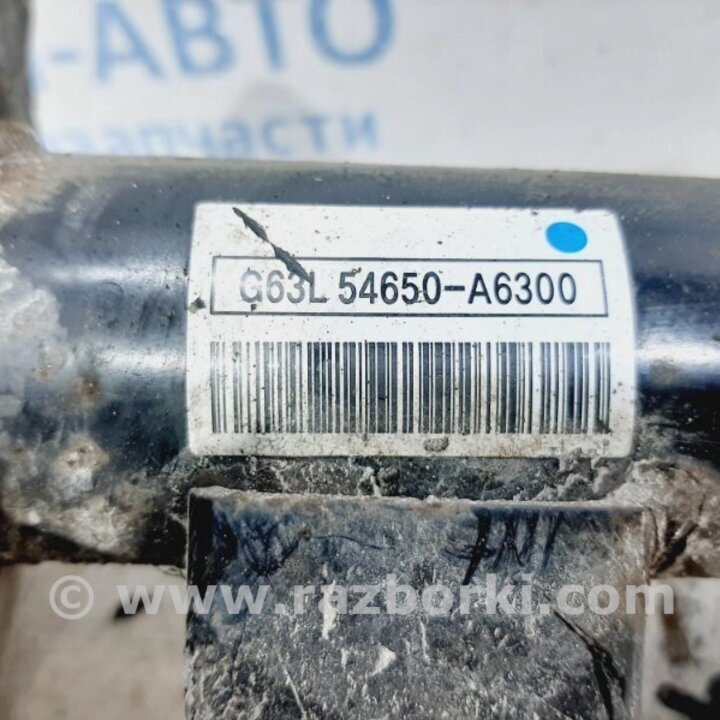 -АВТО
запчасти
G63L 54650-A6300
© www.razborki.com